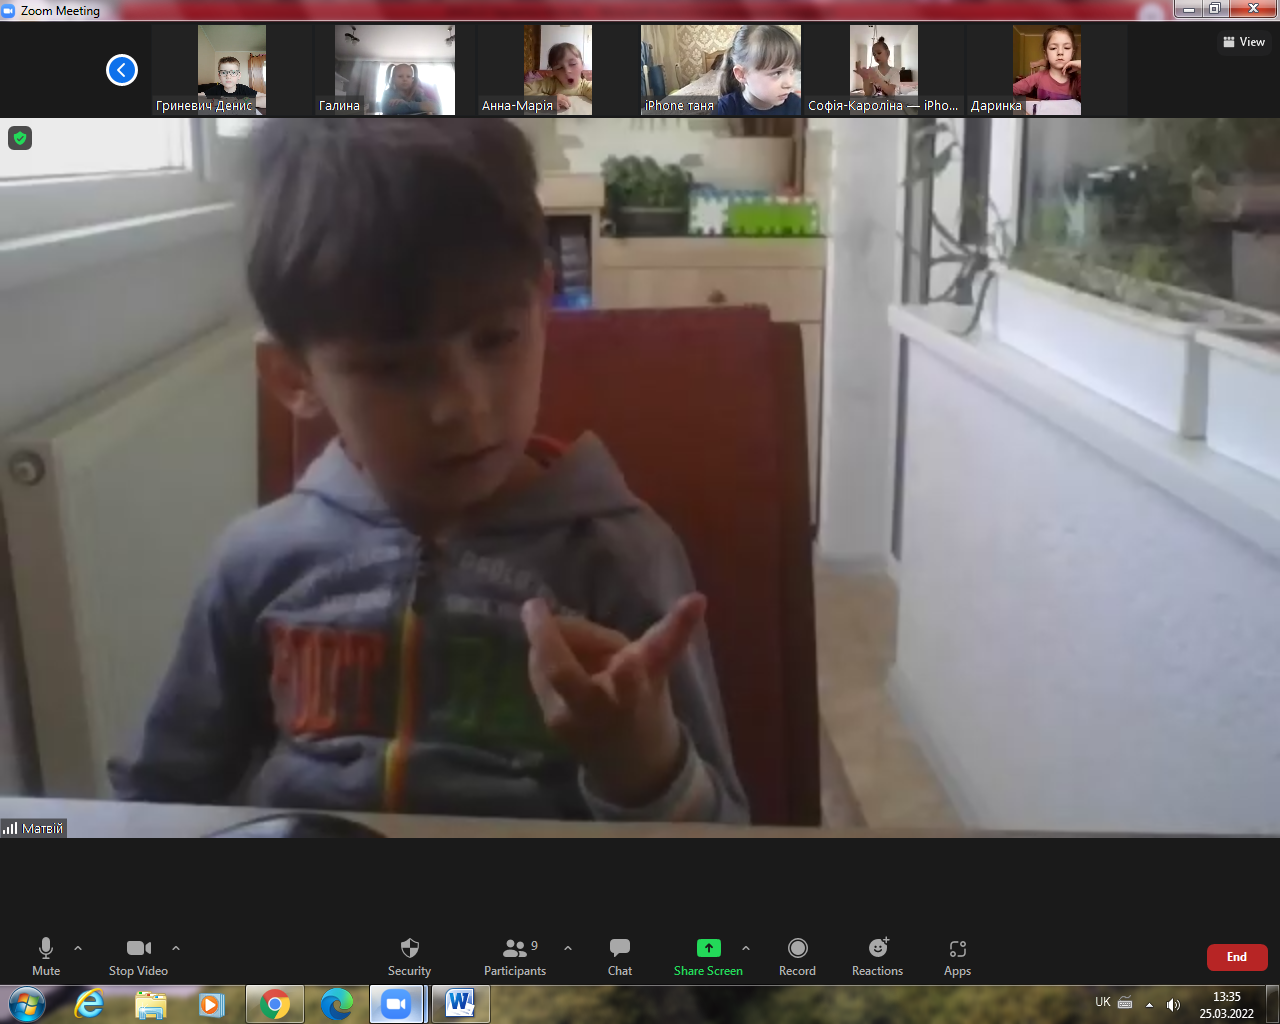 Zoom Meeting
View
Гриневич Денис
Галина
Анна-Марія
iPhone таня
Софія-Кароліна — iPho...
Даринка
Матвій
9
Mute
Stop Video
Security
Participants
Chat
Share Screen
Record
Reactions
Apps
End
UK
13:35
25.03.2022